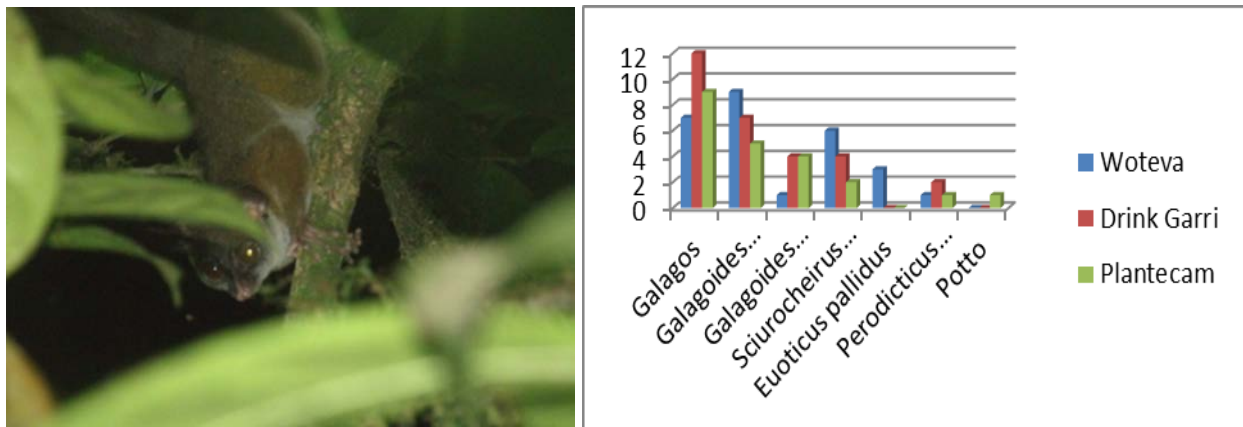 12
10
8
6
4
2
0
Galagos
Galagoides...
Galagoides...
Sciurocheirus...
Euoticus pallidus
Perodicticus...
Potto
Woteva
Drink Garri
Plantecam